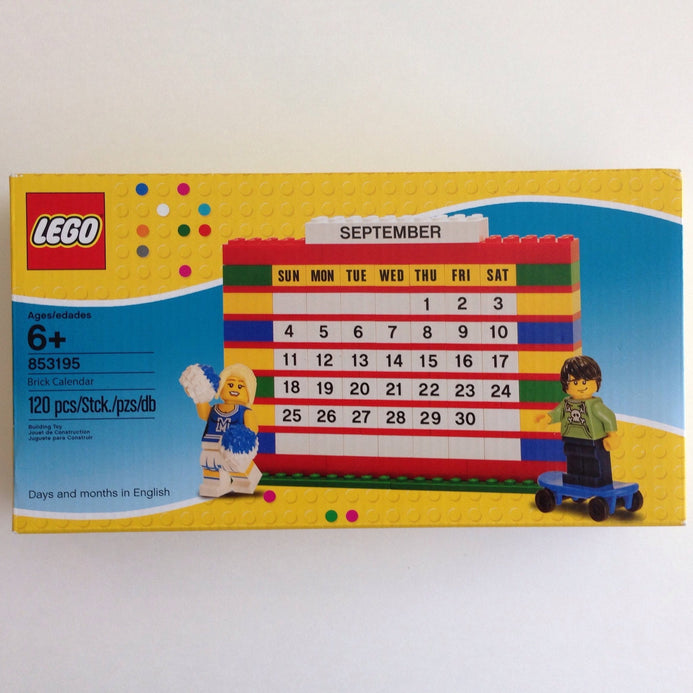 LEGO
Ages/edades
6+
853195
Brick Calendar
120 pcs/Stck./pzs/db
Building Toy
Jouet de Construction
Juguete para Construir
Days and months in English
SEPTEMBER
SUN MON TUE WED THU FRI SAT
1 2 3
4 5 6 7 8 9 10
11 12 13 14 15 16 17
18 19 20 21 22 23 24
25 26 27 28 29 30
M